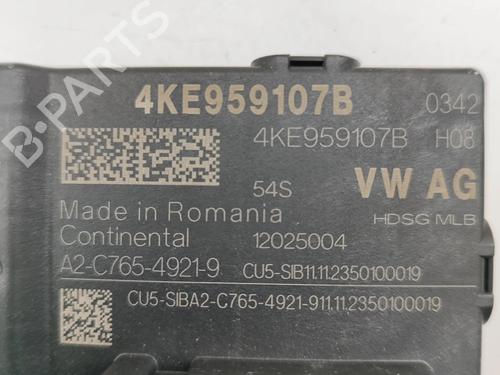 B-PARTS
4KE959107B 0342
4KE959107B H08
54S VW AG
Made in Romania HDSG MLB
Continental 12025004
A2-C765-4921-9 CU5-SIB11.11.2350100019
CU5-SIBA2-C765-4921-911.11.2350100019